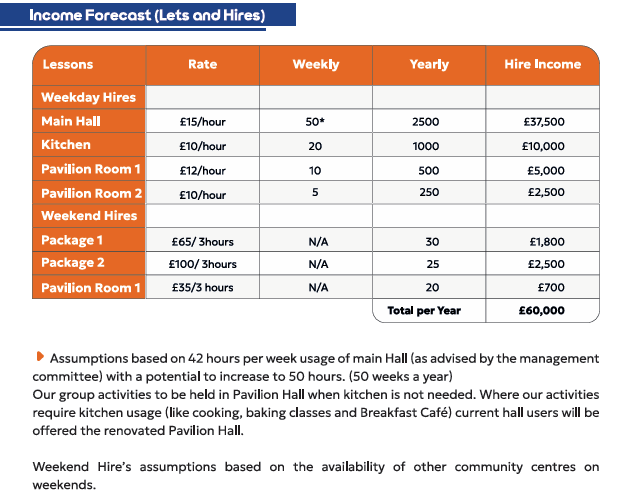 Income Forecast (Lets and Hires)
Lessons Rate Weekly Yearly Hire Income
Weekday Hires
Main Hall £15/hour 50* 2500 £37,500
Kitchen £10/hour 20 1000 £10,000
Pavilion Room 1 £12/hour 10 500 £5,000
Pavilion Room 2 £10/hour 5 250 £2,500
Weekend Hires
Package 1 £65/ 3hours N/A 30 £1,800
Package 2 £100/ 3hours N/A 25 £2,500
Pavilion Room 1 £35/3 hours N/A 20 £700
Total per Year £60,000
Assumptions based on 42 hours per week usage of main Hall (as advised by the management
committee) with a potential to increase to 50 hours. (50 weeks a year)
Our group activities to be held in Pavilion Hall when kitchen is not needed. Where our activities
require kitchen usage (like cooking, baking classes and Breakfast Café) current hall users will be
offered the renovated Pavilion Hall.
Weekend Hire's assumptions based on the availability of other community centres on
weekends.